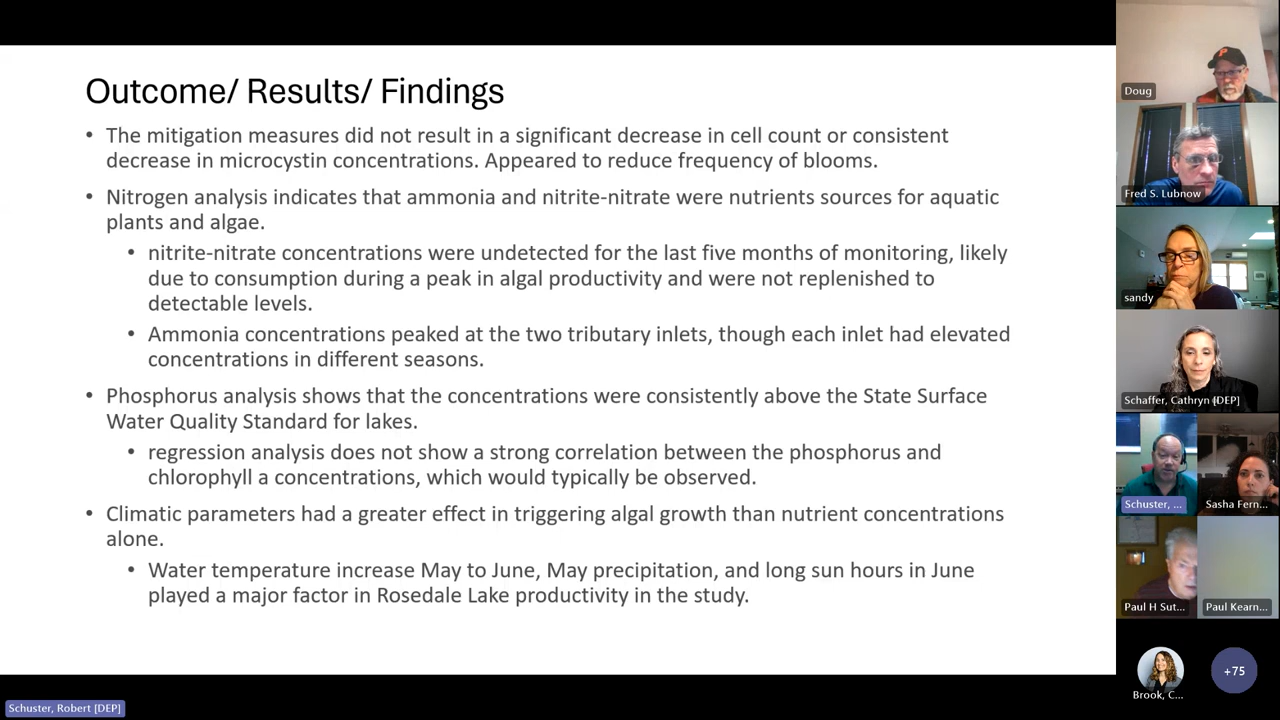 Outcome/ Results/ Findings
• The mitigation measures did not result in a significant decrease in cell count or consistent
decrease in microcystin concentrations. Appeared to reduce frequency of blooms.
• Nitrogen analysis indicates that ammonia and nitrite-nitrate were nutrients sources for aquatic
plants and algae.
• nitrite-nitrate concentrations were undetected for the last five months of monitoring, likely
due to consumption during a peak in algal productivity and were not replenished to
detectable levels.
• Ammonia concentrations peaked at the two tributary inlets, though each inlet had elevated
concentrations in different seasons.
• Phosphorus analysis shows that the concentrations were consistently above the State Surface
Water Quality Standard for lakes.
• regression analysis does not show a strong correlation between the phosphorus and
chlorophyll a concentrations, which would typically be observed.
• Climatic parameters had a greater effect in triggering algal growth than nutrient concentrations
alone.
• Water temperature increase May to June, May precipitation, and long sun hours in June
played a major factor in Rosedale Lake productivity in the study.
Doug
Fred S. Lubnow
sandy
Schaffer, Cathryn [DEP]
Schuster, ...
Sasha Fern...
Paul H Sut...
Paul Kearn...
Brook, C...
+75
Schuster, Robert [DEP]